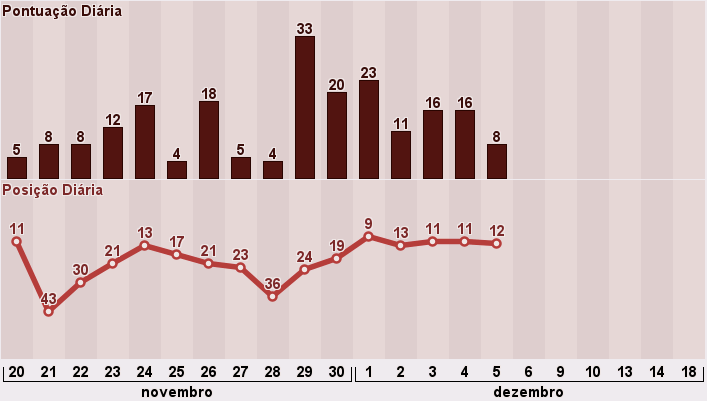 Pontuação Diária
5 8 8 12 17 4 18 5 4 33 20 23 11 16 16 8
Posição Diária
11 43 30 21 13 17 21 23 36 24 19 9 13 11 11 12
20 21 22 23 24 25 26 27 28 29 30 1 2 3 4 5 6 9 10 13 14 18
novembro dezembro